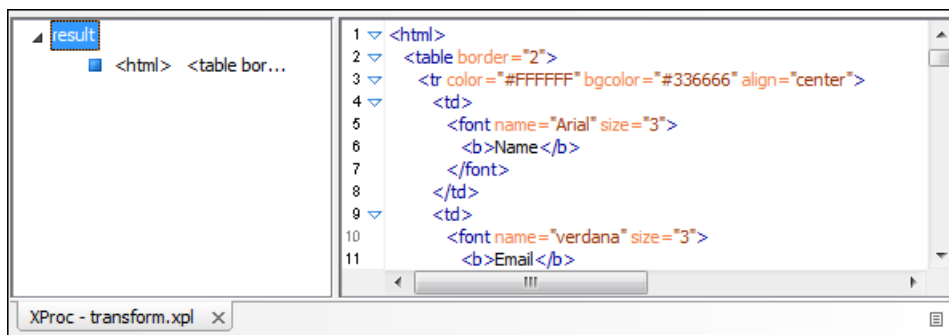 result
<html> <table bor...
1 <html>
2 <table border="2">
3 <tr color="#FFFFFF" bgcolor="#336666" align="center">
4 <td>
5 <font name="Arial" size="3">
6 <b>Name</b>
7 </font>
8 </td>
9 <td>
10 <font name="verdana" size="3">
11 <b>Email</b>
XProc - transform.xpl